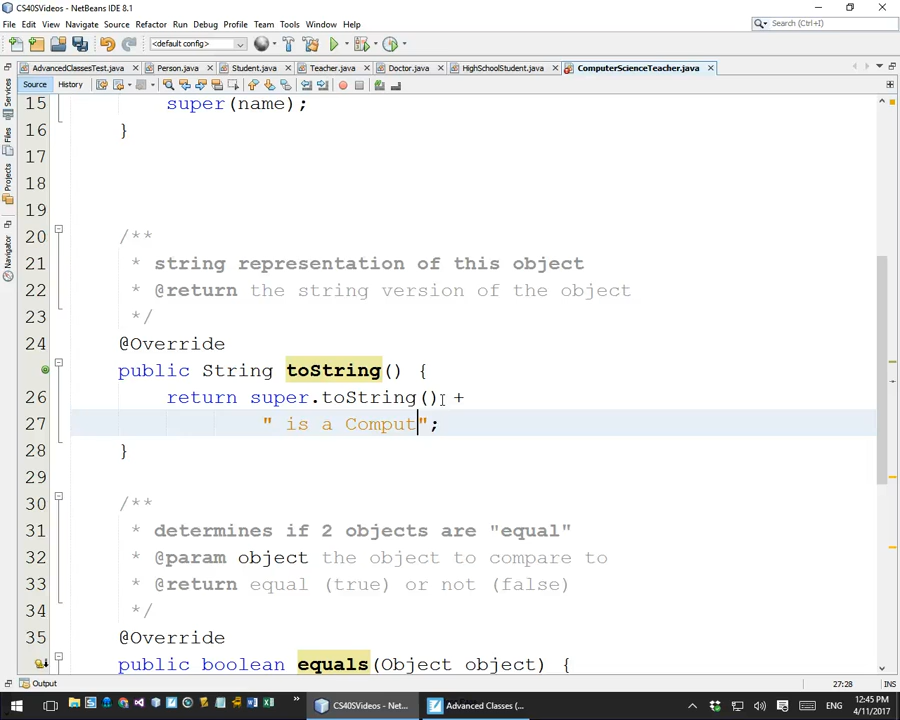 CS40SVideos - NetBeans IDE 8.1
File Edit View Navigate Source Refactor Run Debug Profile Team Tools Window Help
Search (Ctrl+I)
<default config>
AdvancedClassesTest.java Person.java Student.java Teacher.java Doctor.java HighSchoolStudent.java ComputerScienceTeacher.java
Source History
Services
Files
Projects
Navigator
15 super(name);
16 }
17
18
19
20 /**
21 * string representation of this object
22 * @return the string version of the object
23 */
24 @Override
public String toString() {
26 return super.toString() +
27 " is a Comput";
28 }
29
30 /**
31 * determines if 2 objects are "equal"
32 * @param object the object to compare to
33 * @return equal (true) or not (false)
34 */
35 @Override
public boolean equals(Object object) {
Output
27:28 INS
CS40SVideos - Net...
Advanced Classes (...
ENG
12:45 PM
4/11/2017